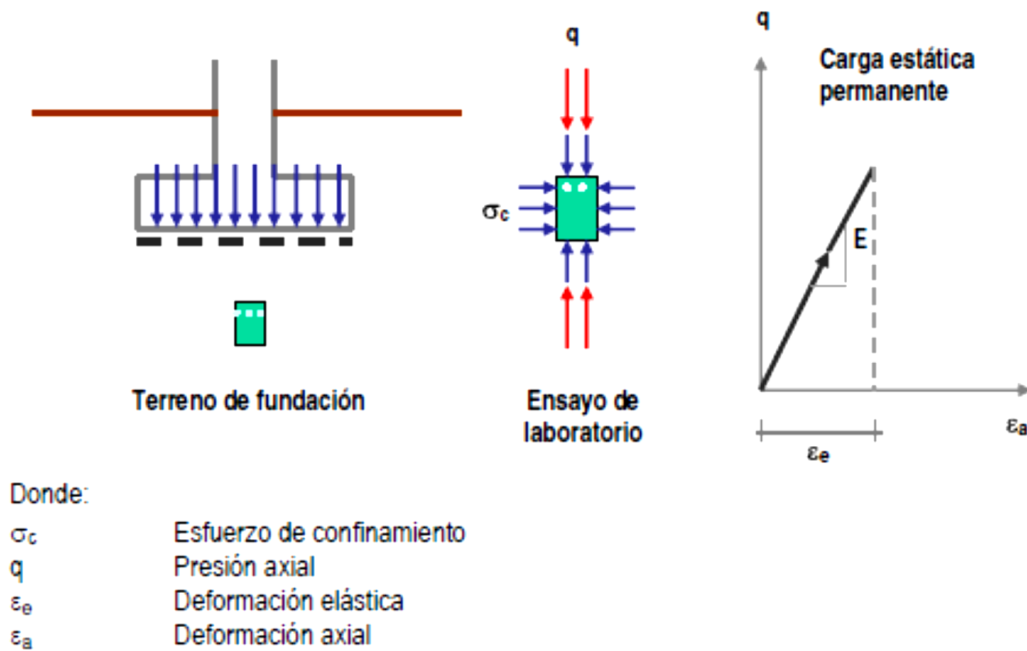 q
σc
Terreno de fundación
Ensayo de
laboratorio
q
Carga estática
permanente
E
εa
εe
Donde:
σc Esfuerzo de confinamiento
q Presión axial
εe Deformación elástica
εa Deformación axial